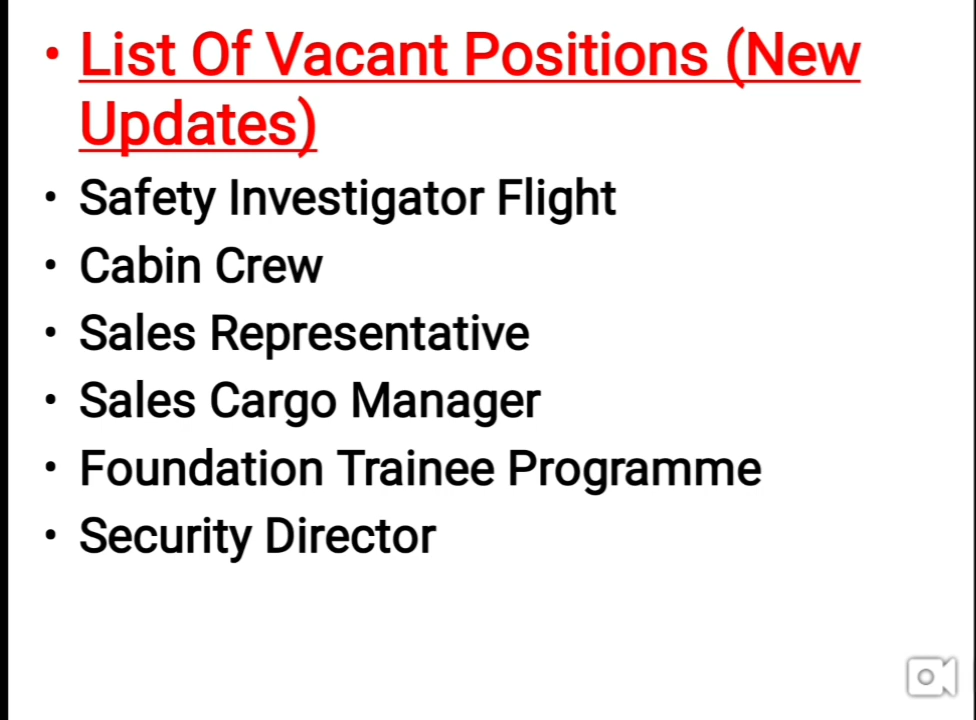 • List Of Vacant Positions (New
Updates)
• Safety Investigator Flight
• Cabin Crew
• Sales Representative
• Sales Cargo Manager
• Foundation Trainee Programme
• Security Director